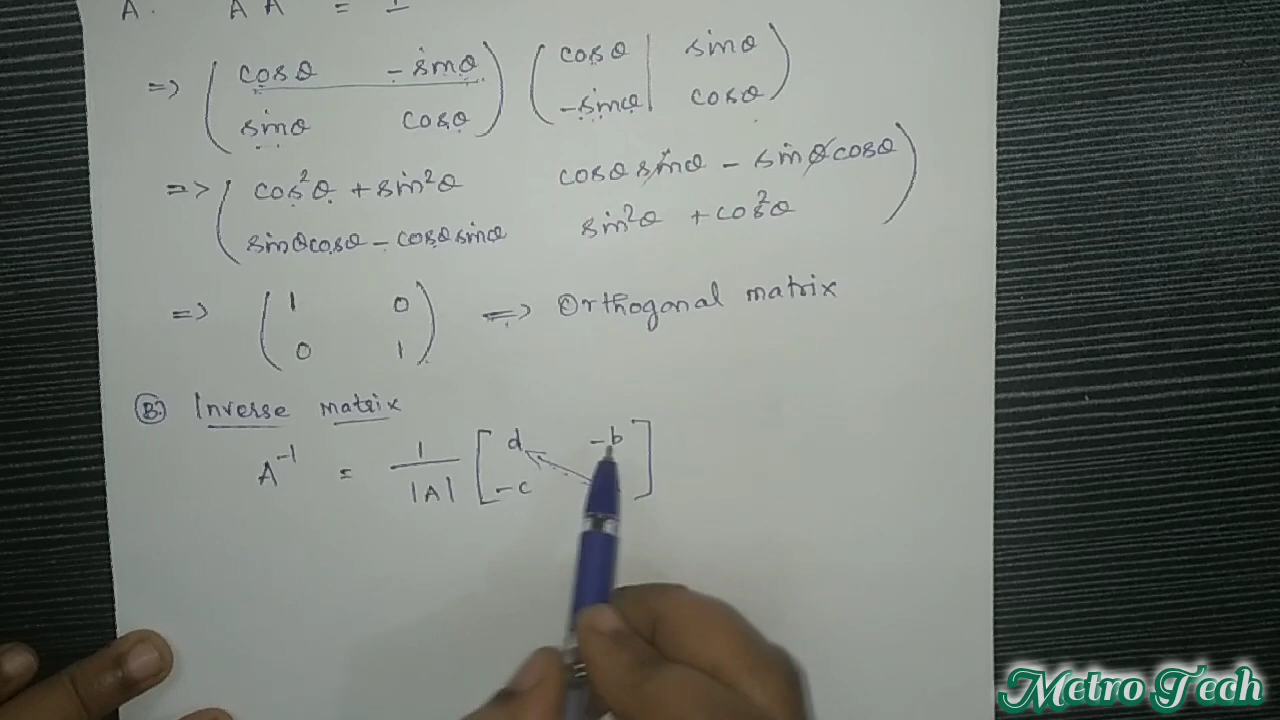 A. A A = I
=> ( cosθ -sinθ ) ( cosθ | sinθ )
( sinθ cosθ ) ( -sinθ | cosθ )
=> ( cos²θ + sin²θ cosθ sinθ - sinθ cosθ )
( sinθ cosθ - cosθ sinθ sin²θ + cos²θ )
=> ( 1 0 ) => Orthogonal matrix
( 0 1 )
B) Inverse matrix
A⁻¹ = 1/|A| [ d -b ]
[ -c ]
Metro Tech